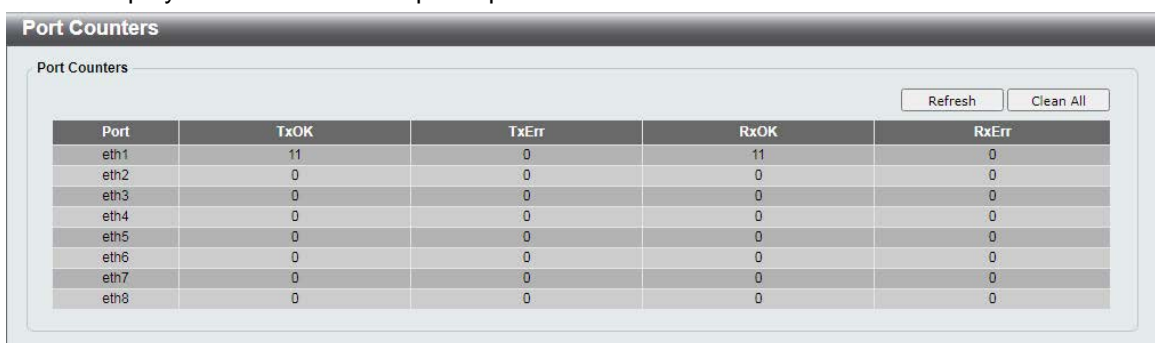 Port Counters
Port Counters
Refresh Clean All
Port TxOK TxErr RxOK RxErr
eth1 11 0 11 0
eth2 0 0 0 0
eth3 0 0 0 0
eth4 0 0 0 0
eth5 0 0 0 0
eth6 0 0 0 0
eth7 0 0 0 0
eth8 0 0 0 0